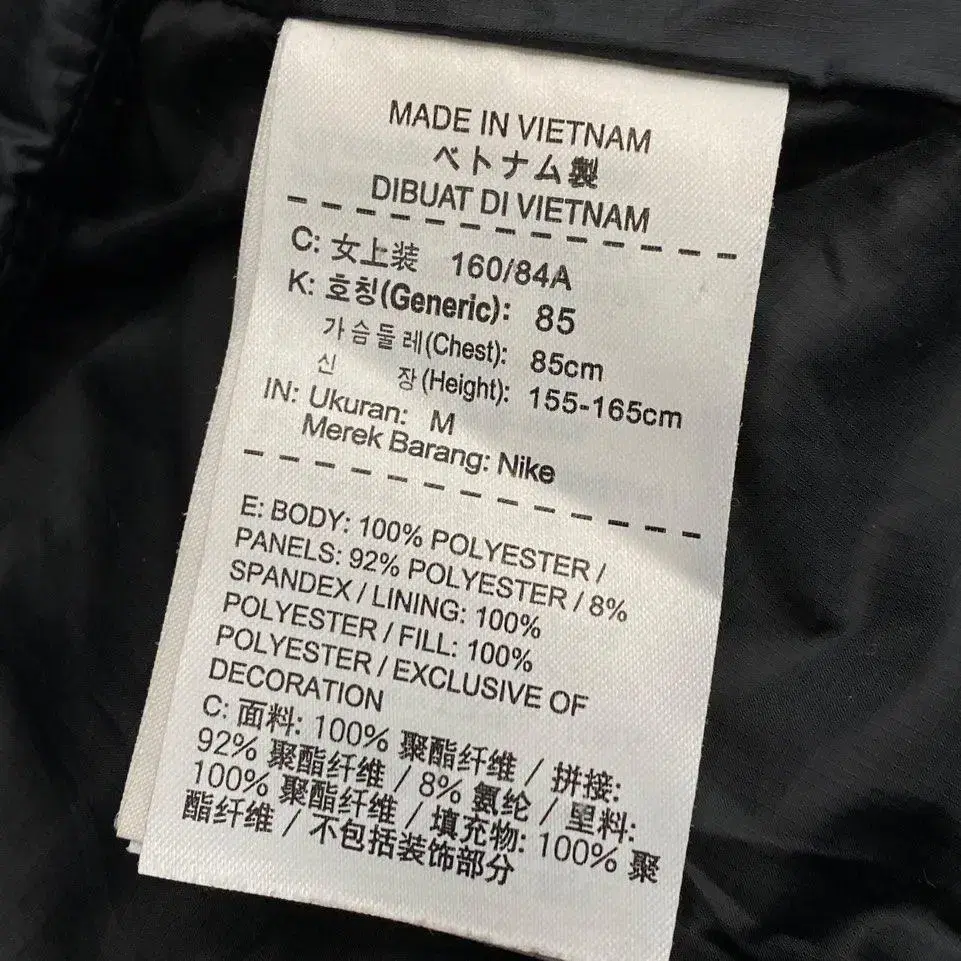 MADE IN VIETNAM
ベトナム製
DIBUAT DI VIETNAM
C: 女上装 160/84A
K: 호칭(Generic): 85
가슴둘레(Chest): 85cm
신 장(Height): 155-165cm
IN: Ukuran: M
Merek Barang: Nike
E: BODY: 100% POLYESTER /
PANELS: 92% POLYESTER / 8%
SPANDEX / LINING: 100%
POLYESTER / FILL: 100%
POLYESTER / EXCLUSIVE OF
DECORATION
C: 面料: 100% 聚酯纤维 / 拼接:
92% 聚酯纤维 / 8% 氨纶 / 里料:
100% 聚酯纤维 / 填充物: 100% 聚
酯纤维 / 不包括装饰部分